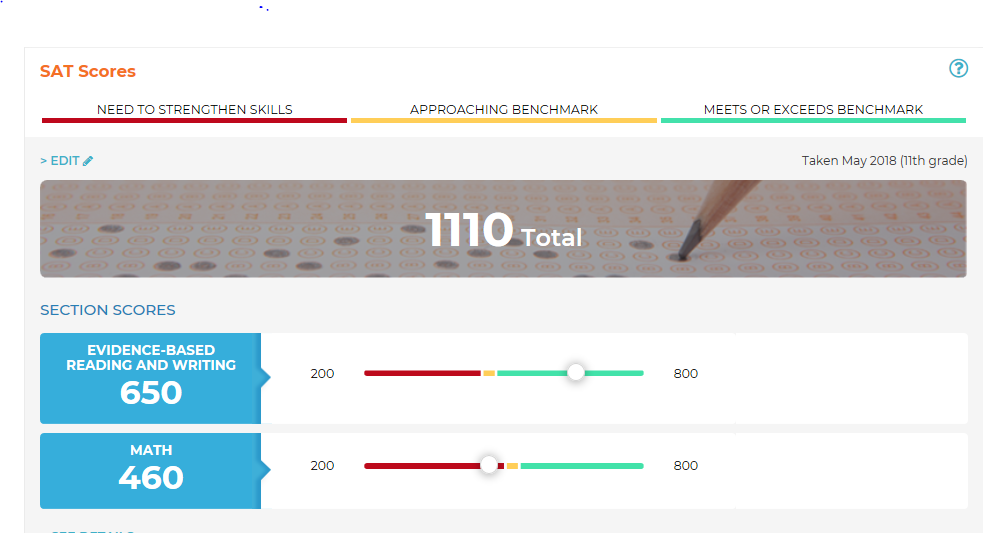 SAT Scores
?
NEED TO STRENGTHEN SKILLS
APPROACHING BENCHMARK
MEETS OR EXCEEDS BENCHMARK
> EDIT
Taken May 2018 (11th grade)
1110 Total
SECTION SCORES
EVIDENCE-BASED
READING AND WRITING
650
200
800
MATH
460
200
800